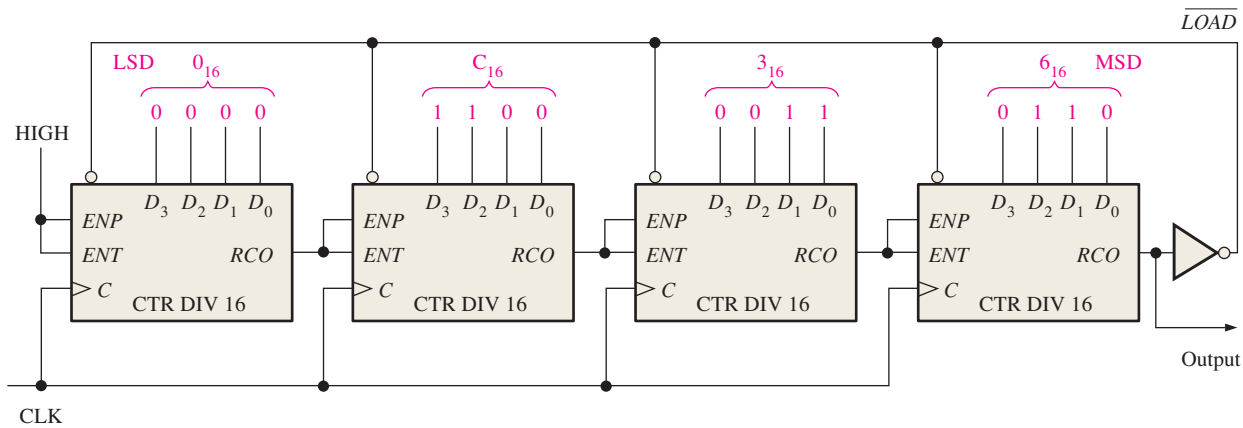 LOAD
LSD 0₁₆ C₁₆ 3₁₆ 6₁₆ MSD
0 0 0 0 1 1 0 0 0 0 1 1 0 1 1 0
HIGH
D₃ D₂ D₁ D₀ D₃ D₂ D₁ D₀ D₃ D₂ D₁ D₀ D₃ D₂ D₁ D₀
ENP ENP ENP ENP
ENT RCO ENT RCO ENT RCO ENT RCO
C C C C
CTR DIV 16 CTR DIV 16 CTR DIV 16 CTR DIV 16
Output
CLK